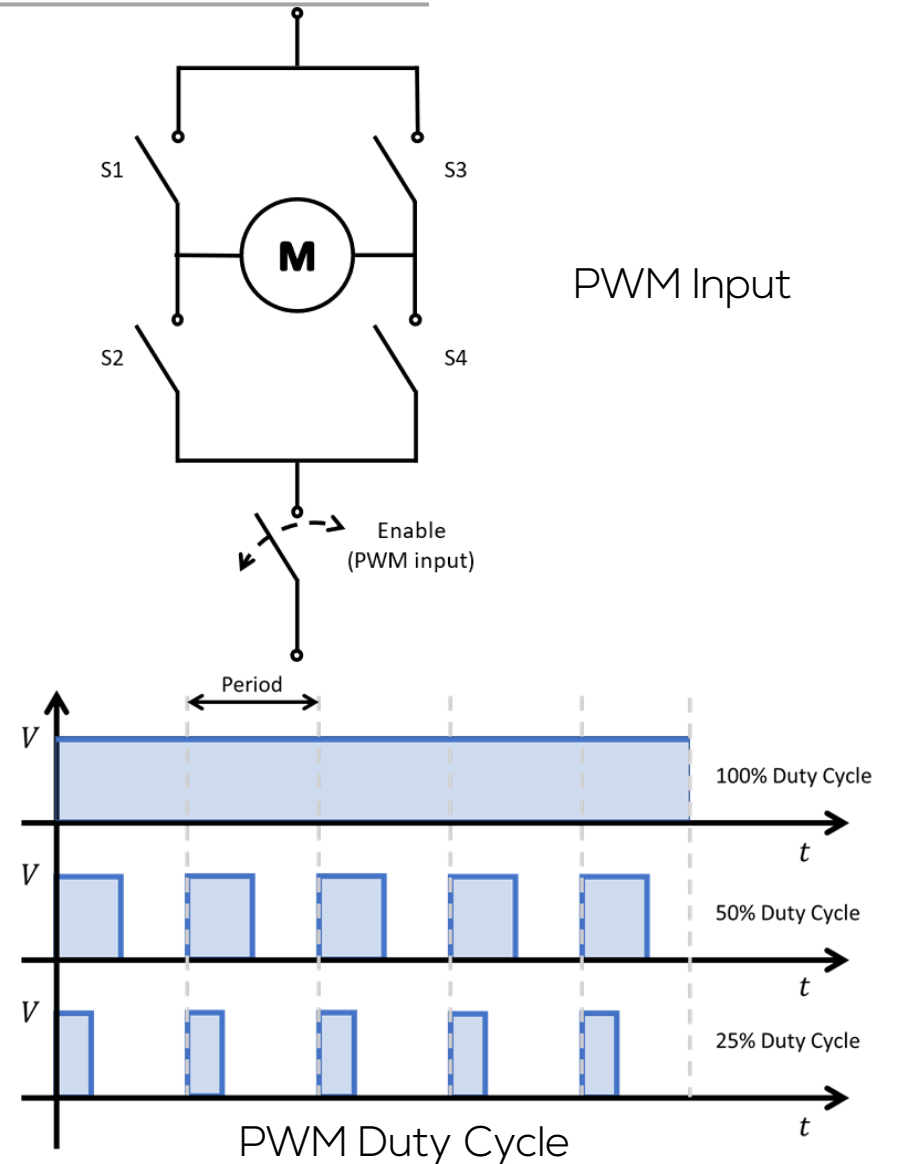 S1
S3
M
PWM Input
S2
S4
Enable
(PWM input)
Period
V
100% Duty Cycle
t
V
50% Duty Cycle
t
V
25% Duty Cycle
t
PWM Duty Cycle